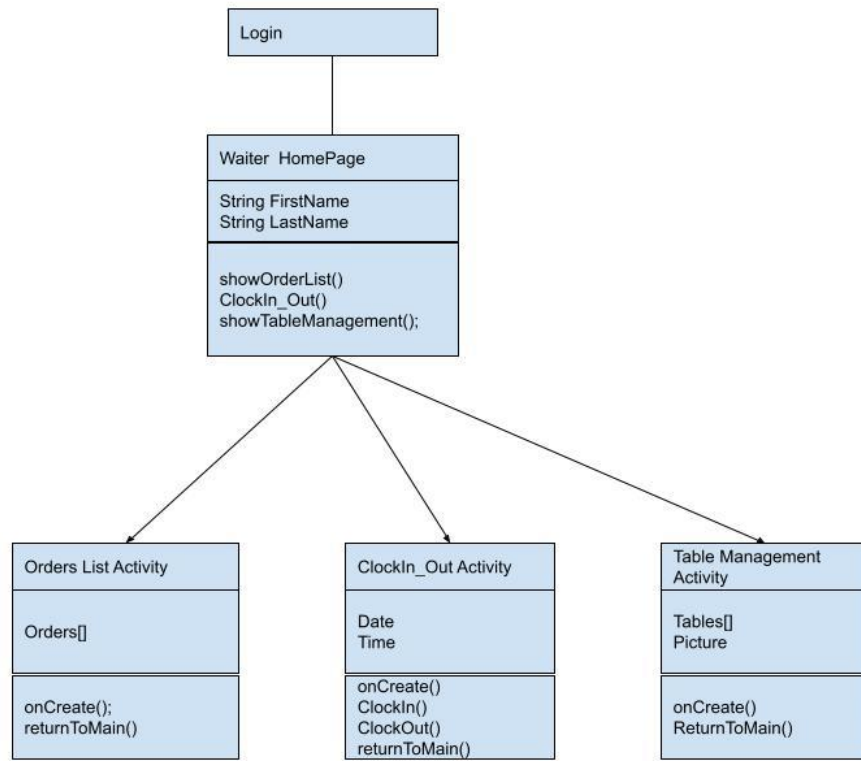 Login
Waiter HomePage
String FirstName
String LastName
showOrderList()
ClockIn_Out()
showTableManagement();
Orders List Activity
Orders[]
onCreate();
returnToMain()
ClockIn_Out Activity
Date
Time
onCreate()
ClockIn()
ClockOut()
returnToMain()
Table Management
Activity
Tables[]
Picture
onCreate()
ReturnToMain()